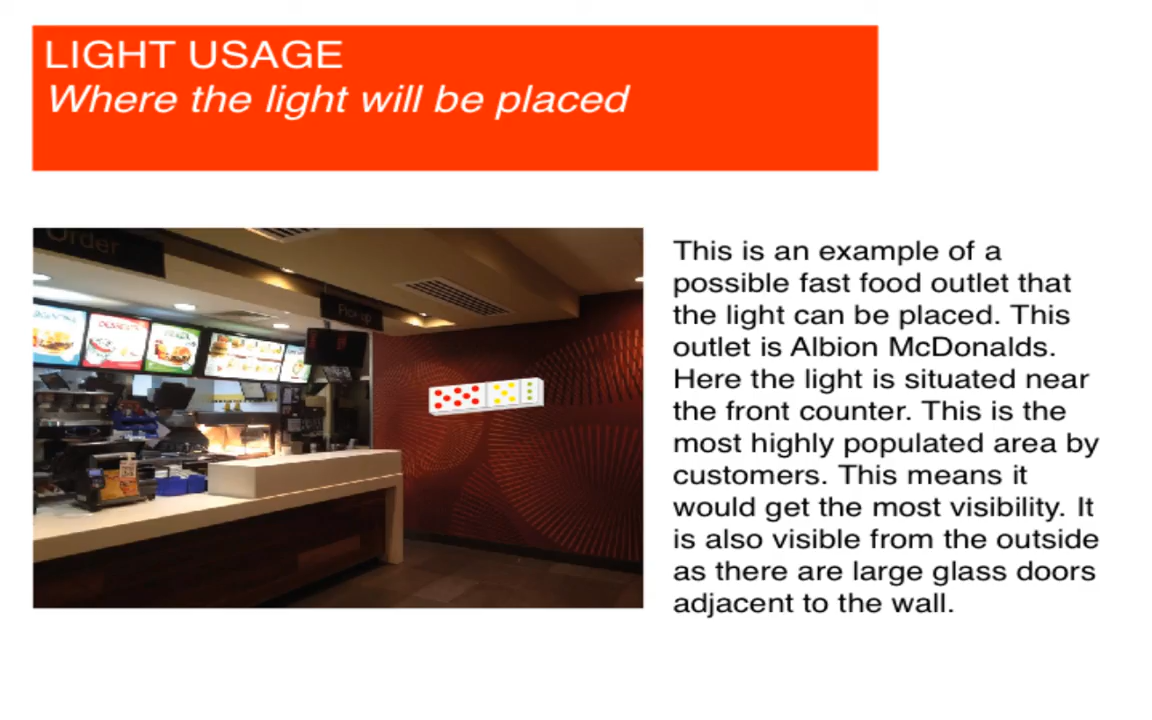 LIGHT USAGE
Where the light will be placed
Order
Pick up
This is an example of a
possible fast food outlet that
the light can be placed. This
outlet is Albion McDonalds.
Here the light is situated near
the front counter. This is the
most highly populated area by
customers. This means it
would get the most visibility. It
is also visible from the outside
as there are large glass doors
adjacent to the wall.